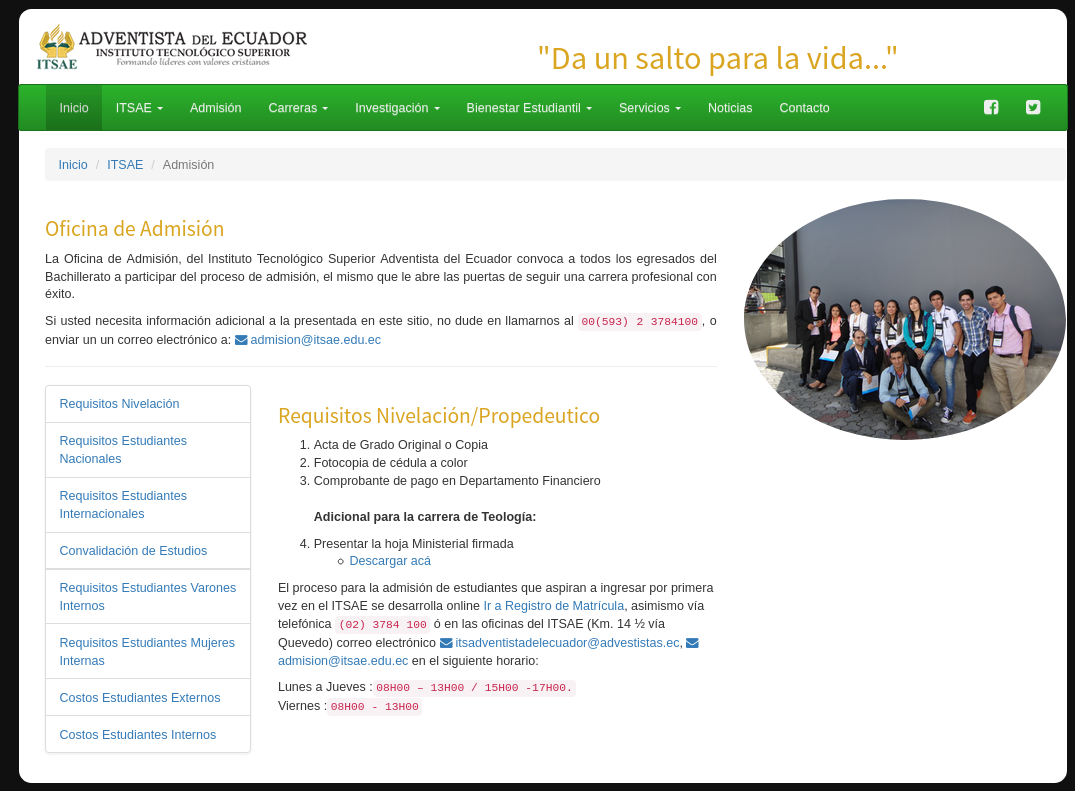 ADVENTISTA DEL ECUADOR
INSTITUTO TECNOLÓGICO SUPERIOR
Formando líderes con valores cristianos
ITSAE
"Da un salto para la vida..."
Inicio ITSAE Admisión Carreras Investigación Bienestar Estudiantil Servicios Noticias Contacto
Inicio / ITSAE / Admisión
Oficina de Admisión
La Oficina de Admisión, del Instituto Tecnológico Superior Adventista del Ecuador convoca a todos los egresados del
Bachillerato a participar del proceso de admisión, el mismo que le abre las puertas de seguir una carrera profesional con
éxito.
Si usted necesita información adicional a la presentada en este sitio, no dude en llamarnos al 00(593) 2 3784100, o
enviar un un correo electrónico a: admision@itsae.edu.ec
Requisitos Nivelación
Requisitos Estudiantes
Nacionales
Requisitos Estudiantes
Internacionales
Convalidación de Estudios
Requisitos Estudiantes Varones
Internos
Requisitos Estudiantes Mujeres
Internas
Costos Estudiantes Externos
Costos Estudiantes Internos
Requisitos Nivelación/Propedeutico
1. Acta de Grado Original o Copia
2. Fotocopia de cédula a color
3. Comprobante de pago en Departamento Financiero
Adicional para la carrera de Teología:
4. Presentar la hoja Ministerial firmada
Descargar acá
El proceso para la admisión de estudiantes que aspiran a ingresar por primera
vez en el ITSAE se desarrolla online Ir a Registro de Matrícula, asimismo vía
telefónica (02) 3784 100 ó en las oficinas del ITSAE (Km. 14 ½ vía
Quevedo) correo electrónico itsadventistadelecuador@advestistas.ec,
admision@itsae.edu.ec en el siguiente horario:
Lunes a Jueves : 08H00 – 13H00 / 15H00 -17H00.
Viernes : 08H00 - 13H00